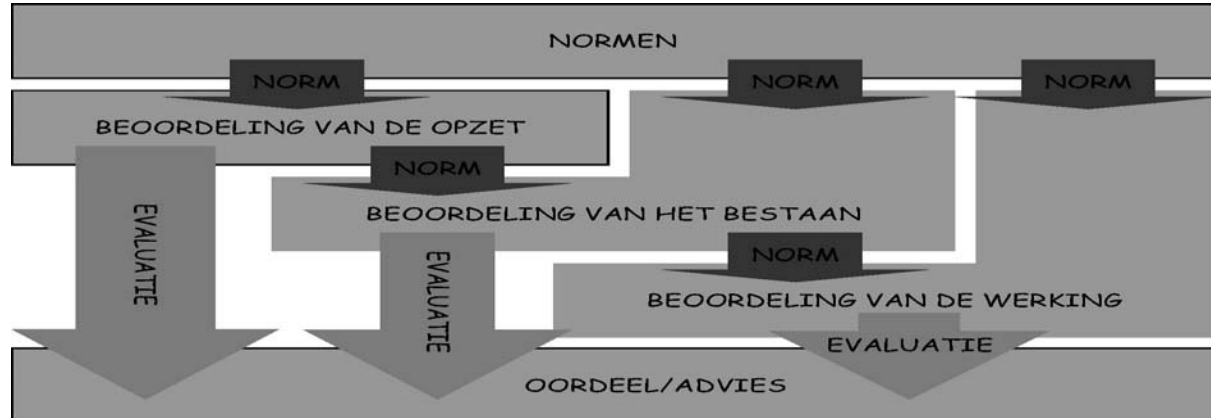 NORMEN
NORM
NORM
NORM
BEOORDELING VAN DE OPZET
NORM
BEOORDELING VAN HET BESTAAN
EVALUATIE
EVALUATIE
NORM
BEOORDELING VAN DE WERKING
EVALUATIE
OORDEEL/ADVIES